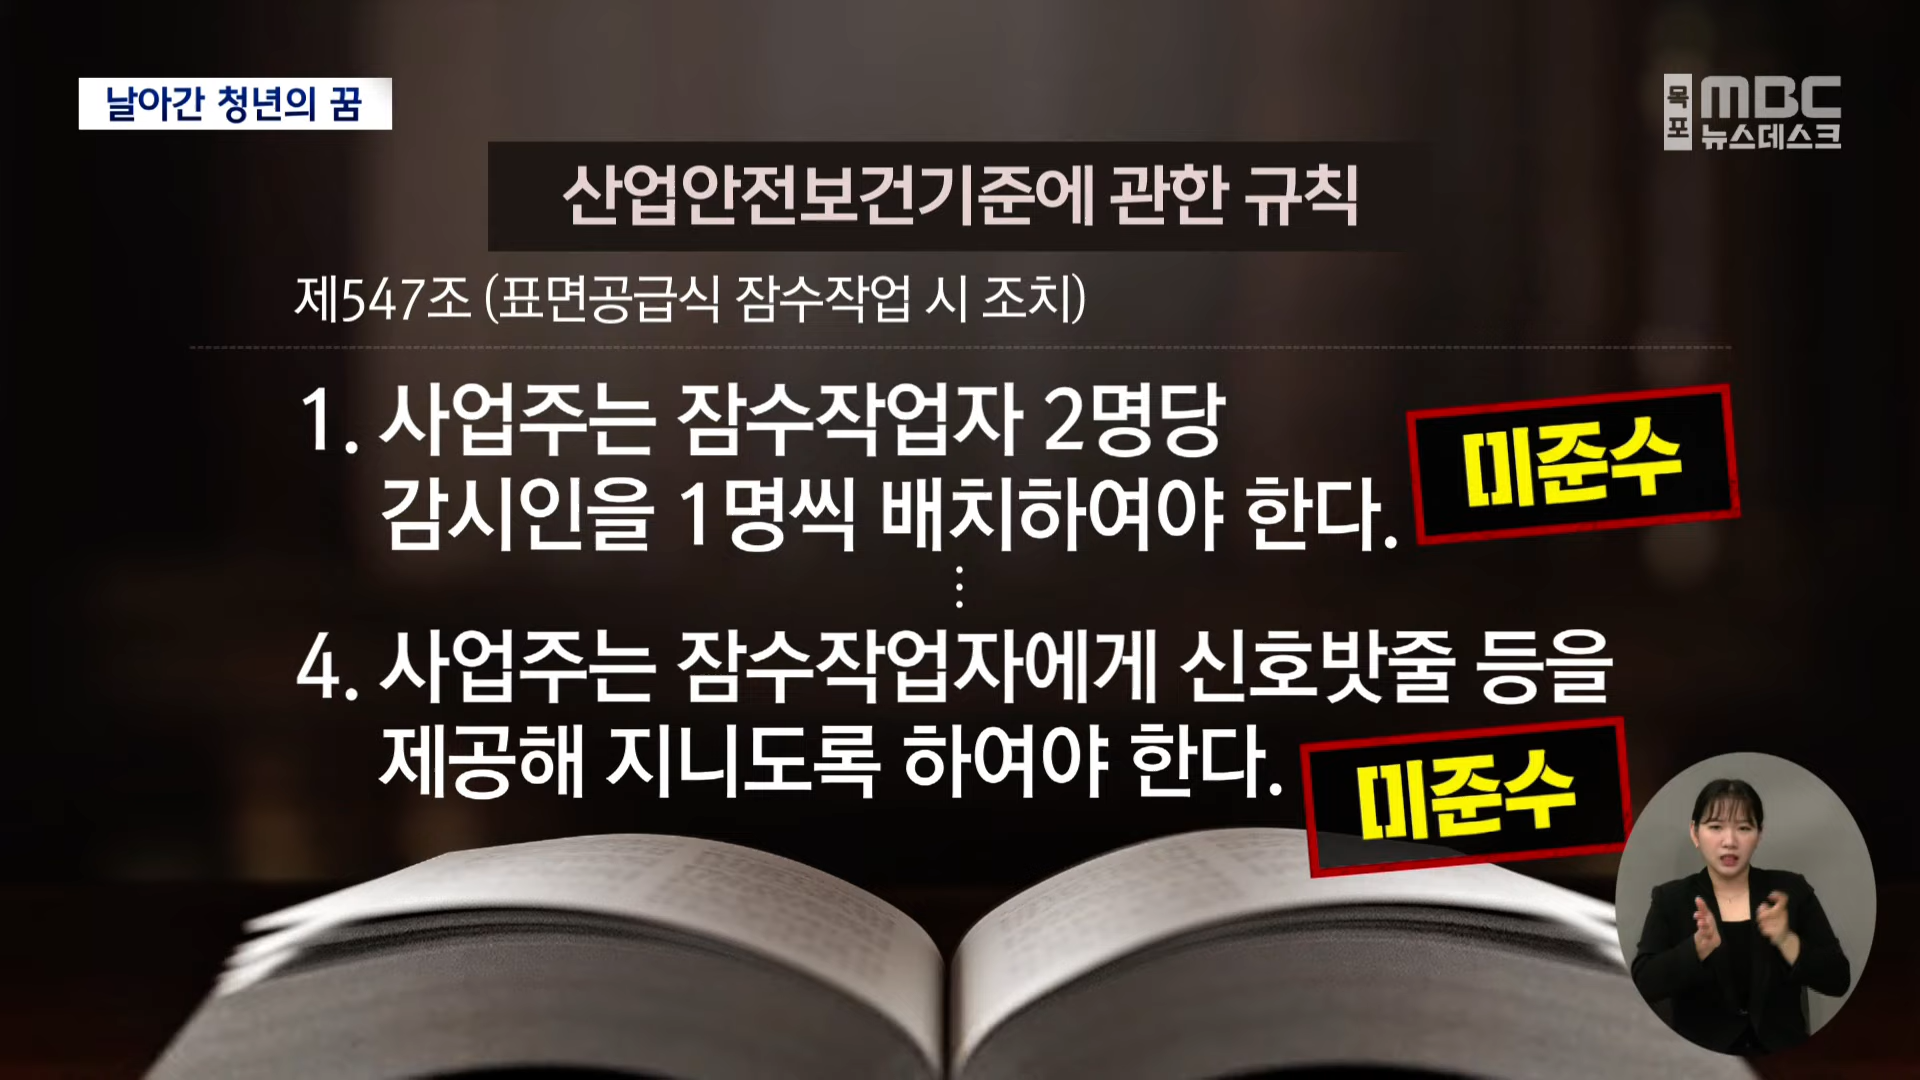 날아간 청년의 꿈
목포 MBC 뉴스데스크
산업안전보건기준에 관한 규칙
제547조 (표면공급식 잠수작업 시 조치)
1. 사업주는 잠수작업자 2명당
감시인을 1명씩 배치하여야 한다.
미준수
⋮
4. 사업주는 잠수작업자에게 신호밧줄 등을
제공해 지니도록 하여야 한다.
미준수